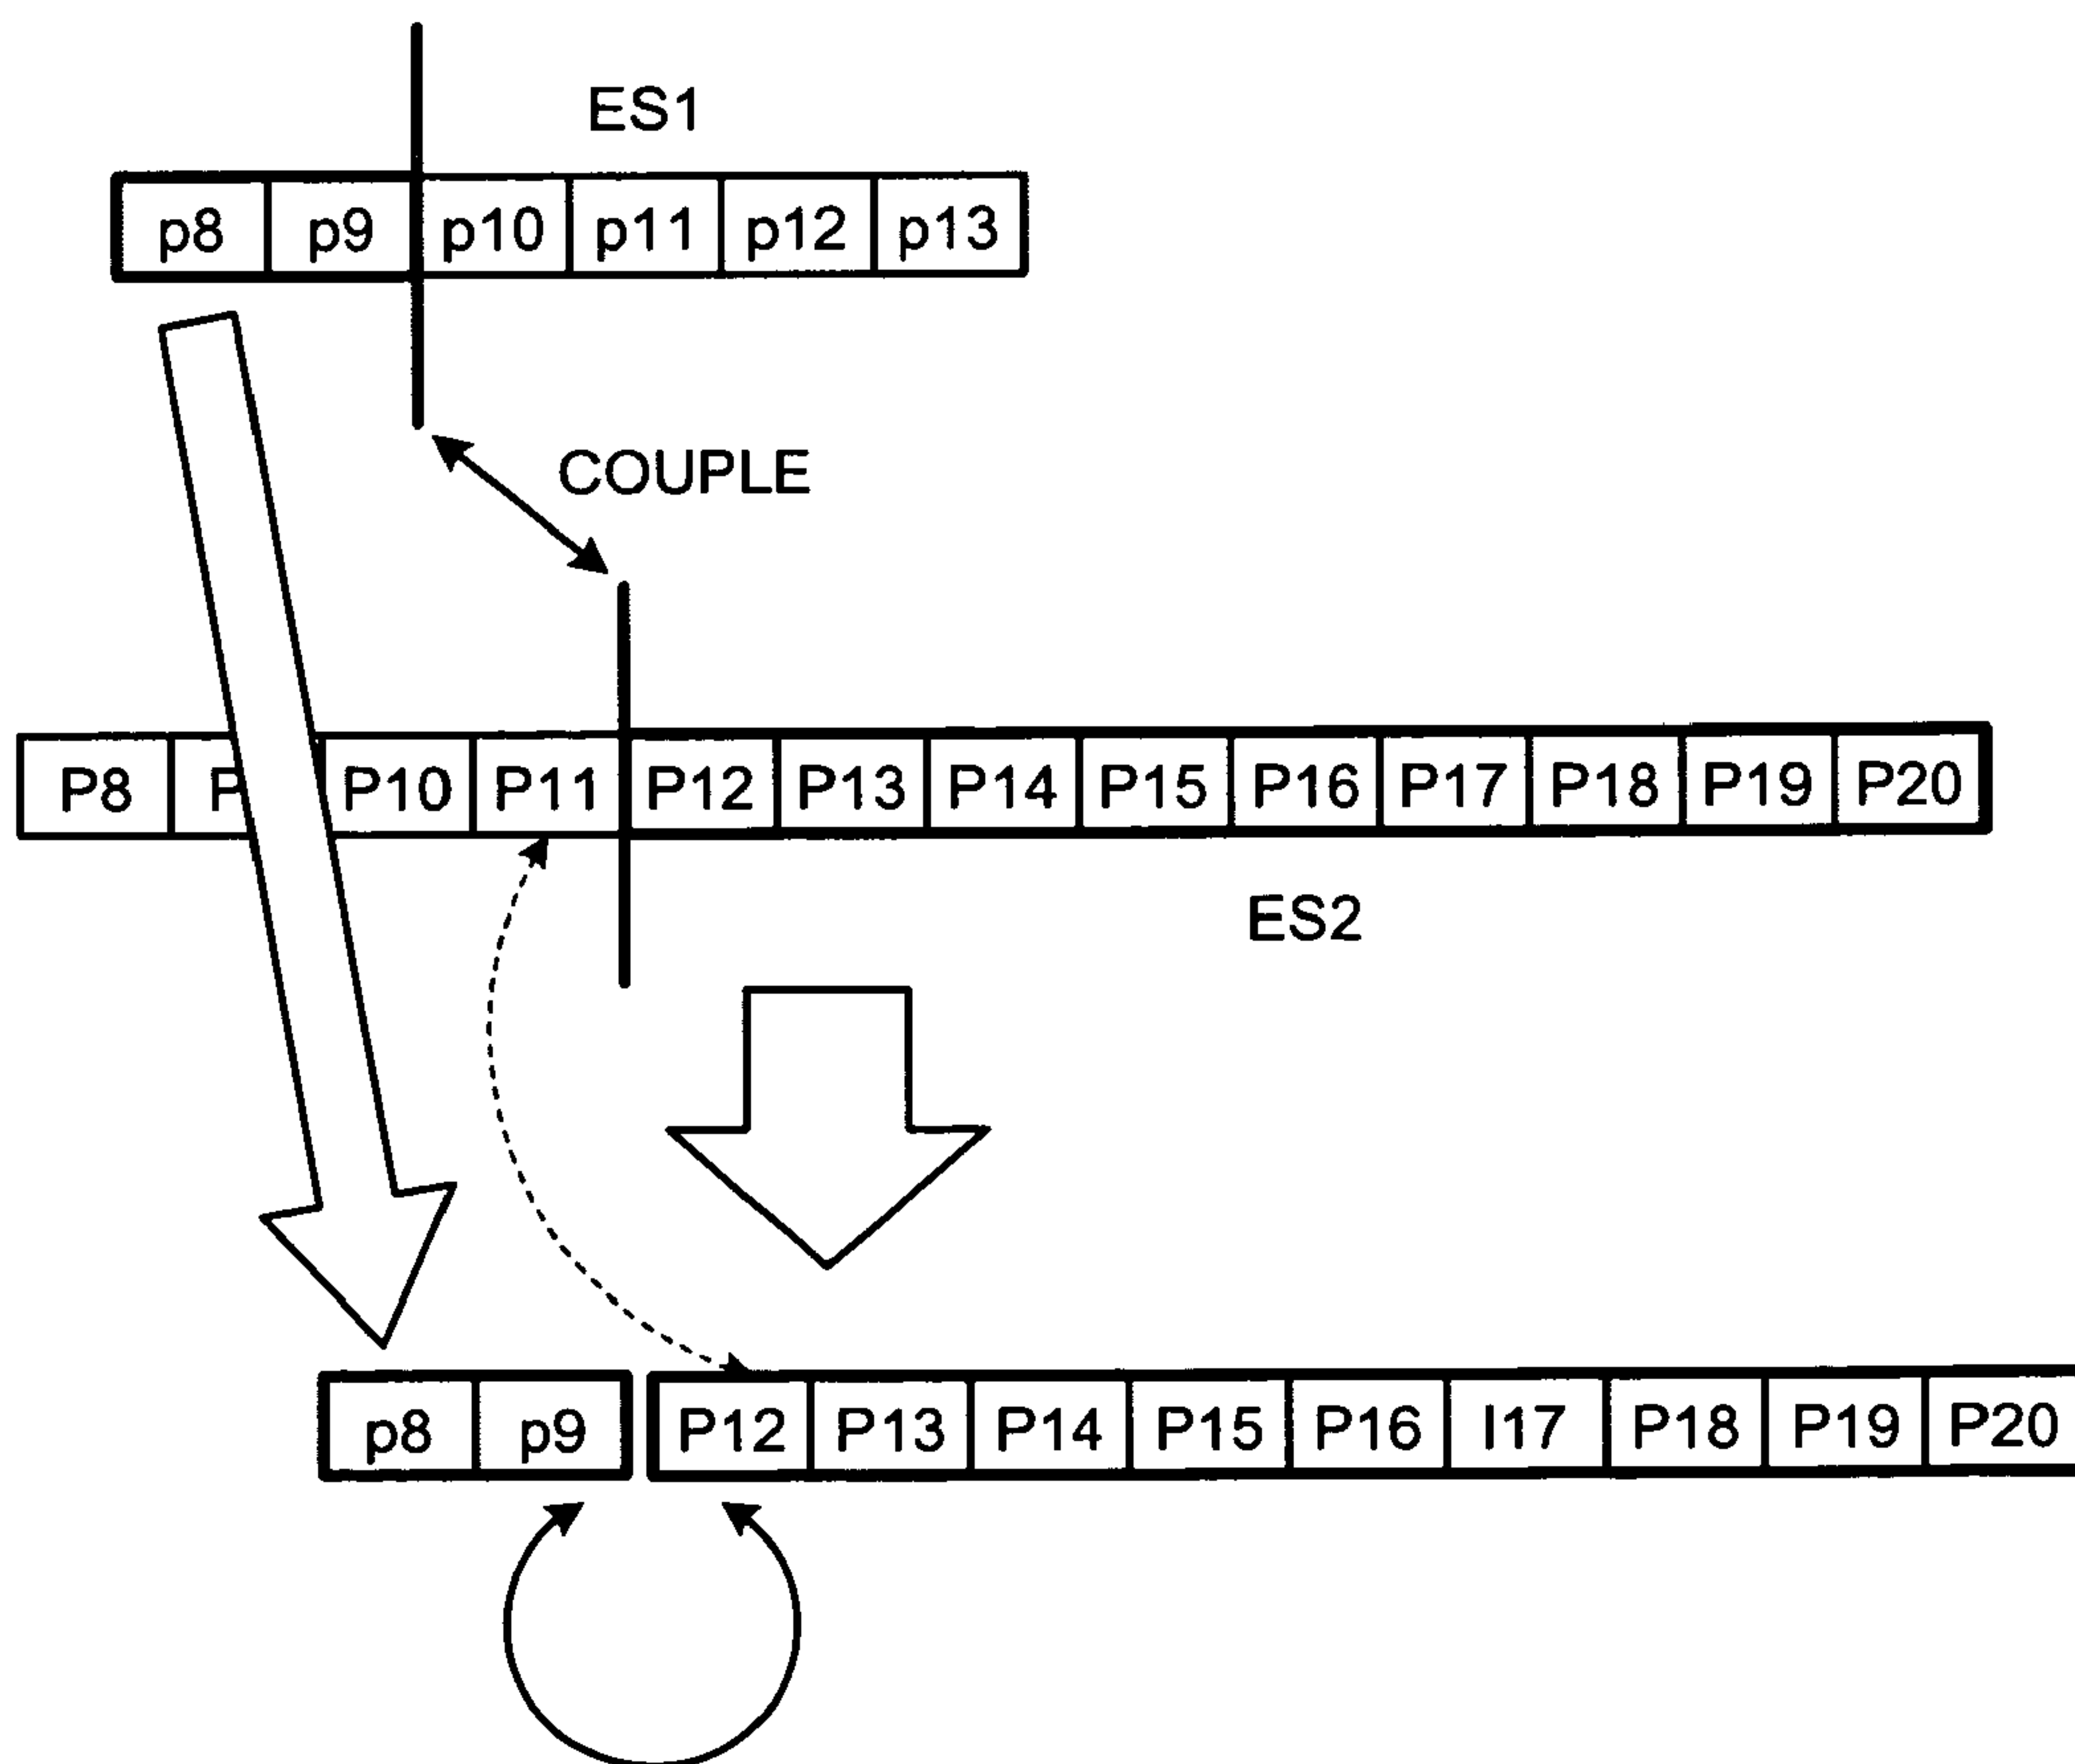 ES1
p8 p9 p10 p11 p12 p13
COUPLE
P8 P P10 P11 P12 P13 P14 P15 P16 P17 P18 P19 P20
ES2
p8 p9 P12 P13 P14 P15 P16 I17 P18 P19 P20